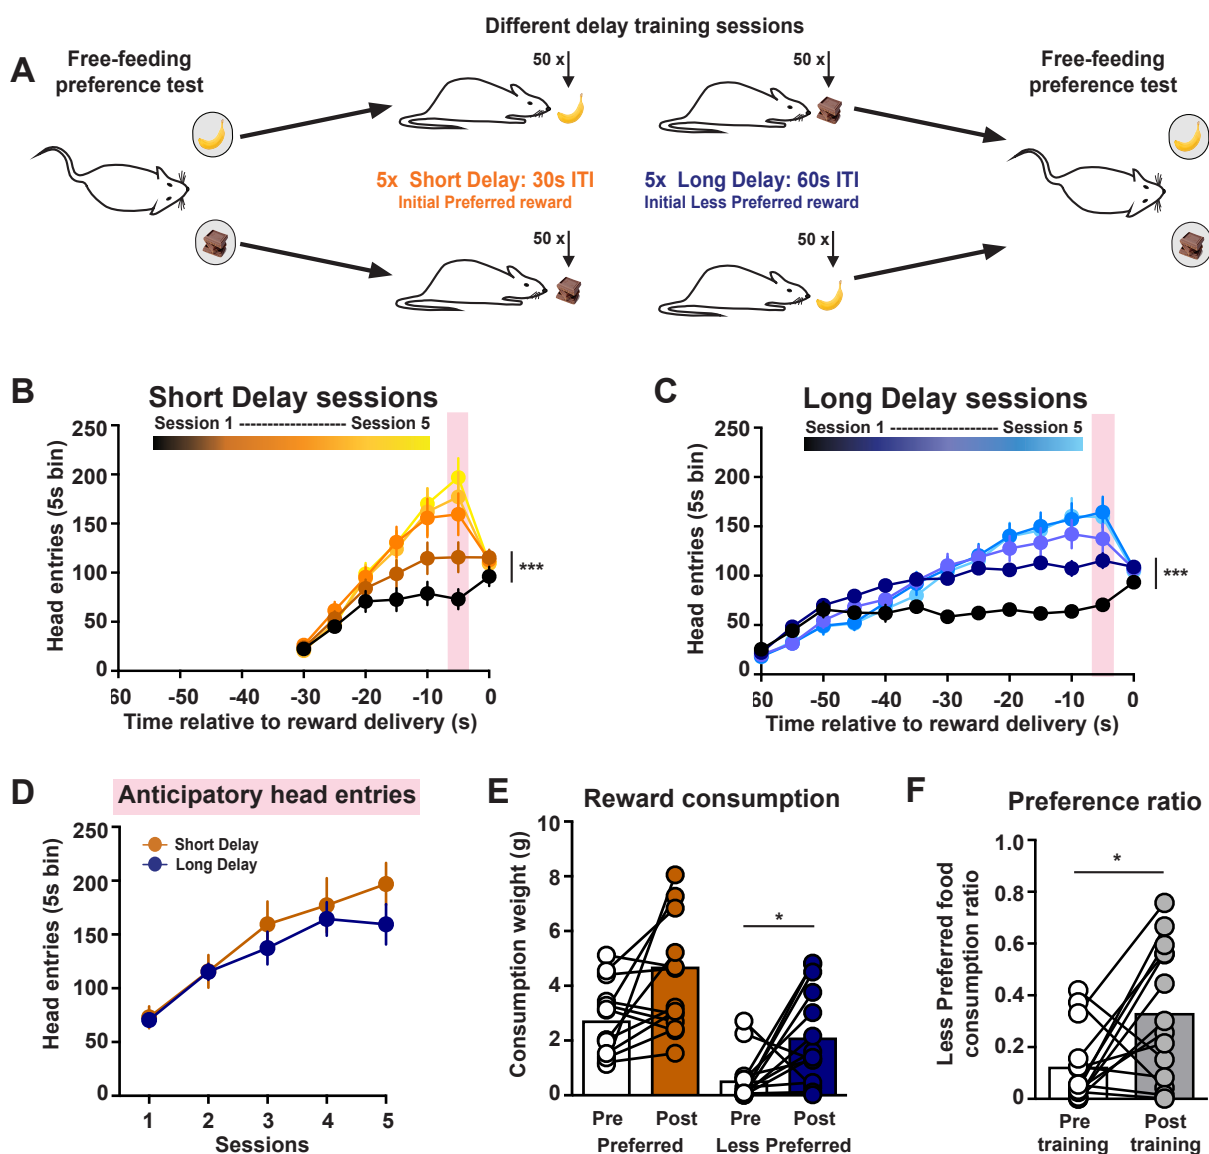 Different delay training sessions
A
Free-feeding
preference test
50 x
50 x
Free-feeding
preference test
5x Short Delay: 30s ITI
Initial Preferred reward
5x Long Delay: 60s ITI
Initial Less Preferred reward
50 x
50 x
B
Short Delay sessions
Session 1 ------------------- Session 5
Head entries (5s bin)
250
200
150
100
50
0
***
60 -50 -40 -30 -20 -10 0
Time relative to reward delivery (s)
C
Long Delay sessions
Session 1 ------------------- Session 5
Head entries (5s bin)
250
200
150
100
50
0
***
60 -50 -40 -30 -20 -10 0
Time relative to reward delivery (s)
D
Anticipatory head entries
Head entries (5s bin)
250
200
150
100
50
0
Short Delay
Long Delay
1 2 3 4 5
Sessions
E
Reward consumption
Consumption weight (g)
10
8
6
4
2
0
*
Pre Post Pre Post
Preferred Less Preferred
F
Preference ratio
Less Preferred food
consumption ratio
1.0
0.8
0.6
0.4
0.2
0
*
Pre Post
training training